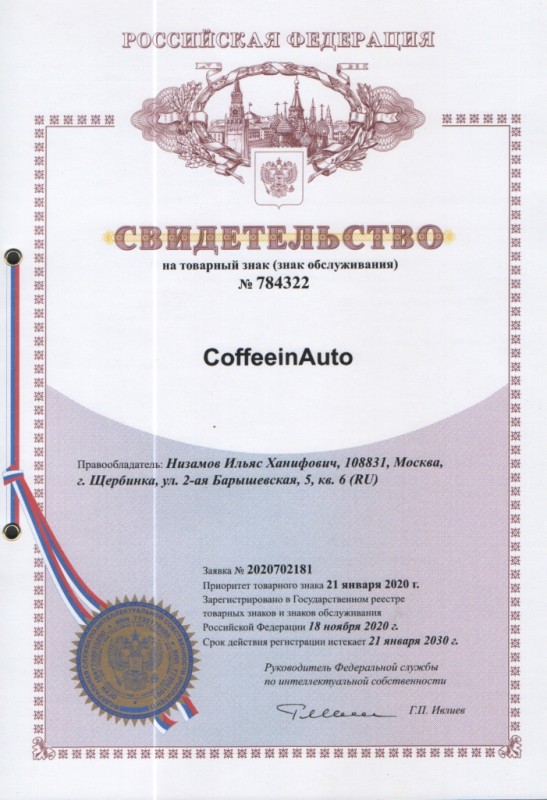 РОССИЙСКАЯ ФЕДЕРАЦИЯ
СВИДЕТЕЛЬСТВО
на товарный знак (знак обслуживания)
№ 784322
CoffeeinAuto
Правообладатель: Низамов Ильяс Ханифович, 108831, Москва,
г. Щербинка, ул. 2-ая Барышевская, 5, кв. 6 (RU)
Заявка № 2020702181
Приоритет товарного знака 21 января 2020 г.
Зарегистрировано в Государственном реестре
товарных знаков и знаков обслуживания
Российской Федерации 18 ноября 2020 г.
Срок действия регистрации истекает 21 января 2030 г.
Руководитель Федеральной службы
по интеллектуальной собственности
Г.П. Ивлиев